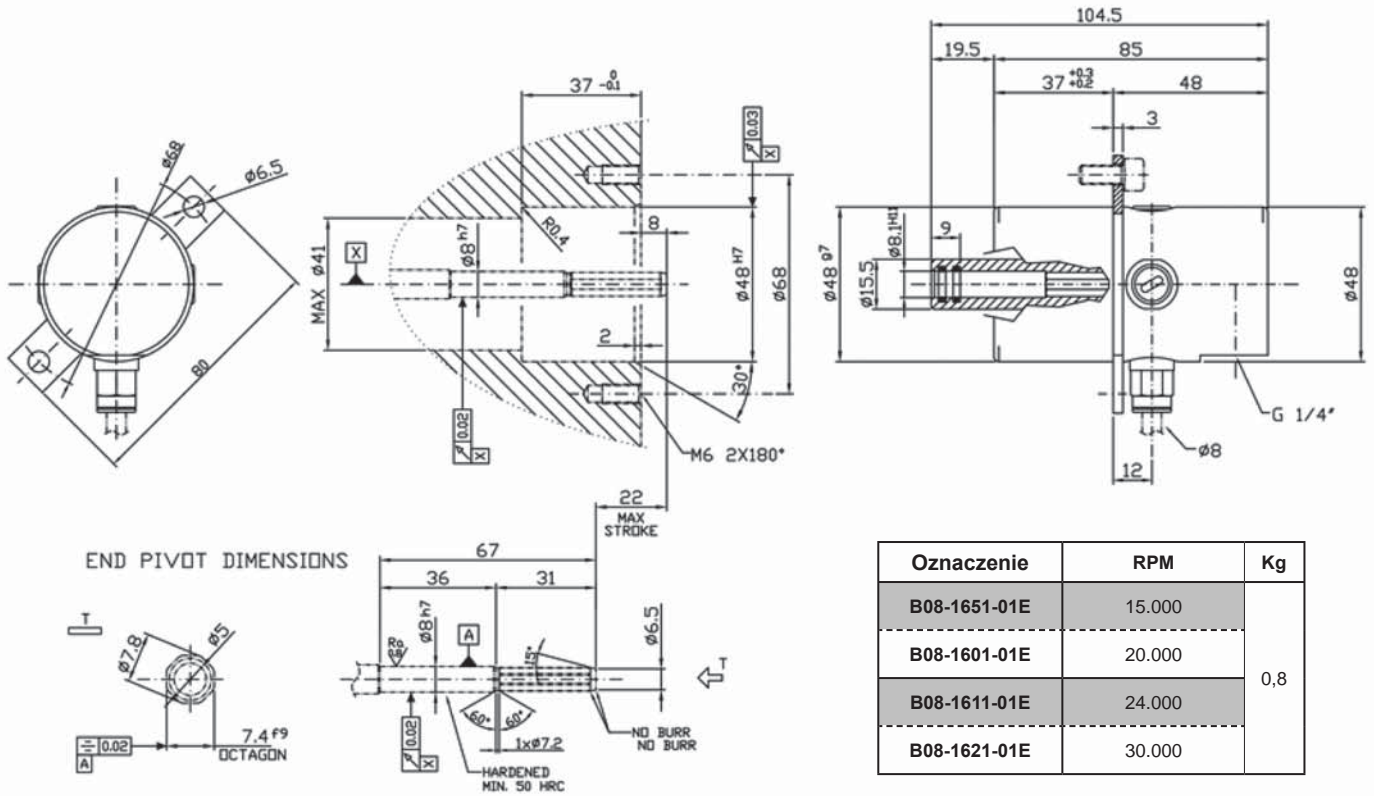 104.5
19.5 85
37 +0.3 +0.2 48
3
9
ø8.1 H11
ø48 g7
ø15.5
ø48
G 1/4"
ø8
12
ø68
ø6.5
80
37 0 -0.1
0.03 X
R0.4
8
MAX ø41
X
ø8 h7
ø48 H7
ø68
2
30°
0.02 X
M6 2X180°
22
MAX
STROKE
END PIVOT DIMENSIONS
T
ø7.8
ø5
7.4 f9
OCTAGON
0.02
A
67
36 31
ø8 h7
A
15°
ø6.5
T
60° 60°
1xø7.2
0.02 X
NO BURR
NO BURR
HARDENED
MIN. 50 HRC
Oznaczenie RPM Kg
B08-1651-01E 15.000
B08-1601-01E 20.000
0,8
B08-1611-01E 24.000
B08-1621-01E 30.000